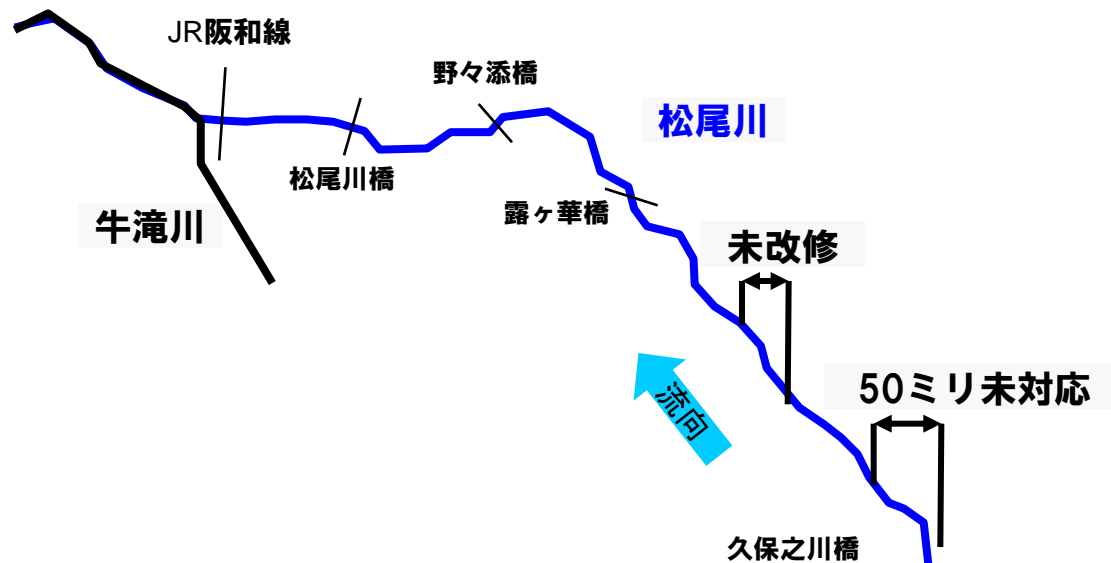 JR阪和線
野々添橋
松尾川
松尾川橋
露ヶ華橋
牛滝川
未改修
50ミリ未対応
流向
久保之川橋